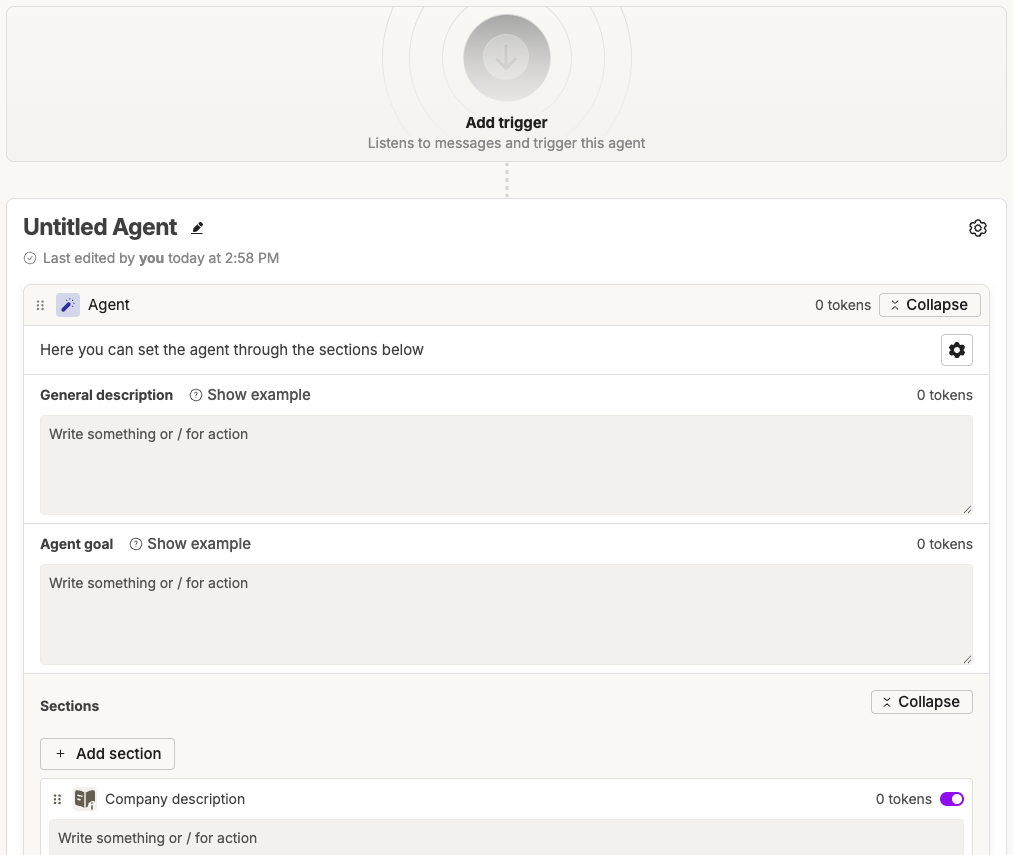 Add trigger
Listens to messages and trigger this agent
Untitled Agent
Last edited by you today at 2:58 PM
Agent
0 tokens
Collapse
Here you can set the agent through the sections below
General description
Show example
0 tokens
Write something or / for action
Agent goal
Show example
0 tokens
Write something or / for action
Sections
Collapse
+ Add section
Company description
0 tokens
Write something or / for action